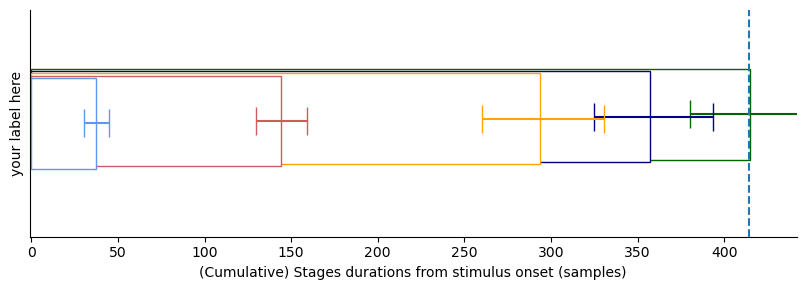 your label here
0 50 100 150 200 250 300 350 400
(Cumulative) Stages durations from stimulus onset (samples)